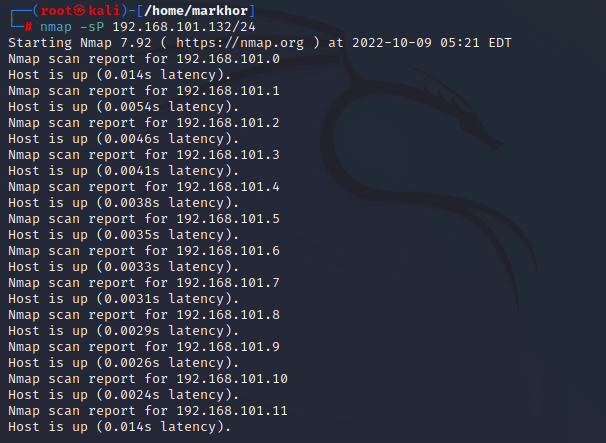 ┌──(root㉿kali)-[/home/markhor]
└─# nmap -sP 192.168.101.132/24
Starting Nmap 7.92 ( https://nmap.org ) at 2022-10-09 05:21 EDT
Nmap scan report for 192.168.101.0
Host is up (0.014s latency).
Nmap scan report for 192.168.101.1
Host is up (0.0054s latency).
Nmap scan report for 192.168.101.2
Host is up (0.0046s latency).
Nmap scan report for 192.168.101.3
Host is up (0.0041s latency).
Nmap scan report for 192.168.101.4
Host is up (0.0038s latency).
Nmap scan report for 192.168.101.5
Host is up (0.0035s latency).
Nmap scan report for 192.168.101.6
Host is up (0.0033s latency).
Nmap scan report for 192.168.101.7
Host is up (0.0031s latency).
Nmap scan report for 192.168.101.8
Host is up (0.0029s latency).
Nmap scan report for 192.168.101.9
Host is up (0.0026s latency).
Nmap scan report for 192.168.101.10
Host is up (0.0024s latency).
Nmap scan report for 192.168.101.11
Host is up (0.014s latency).